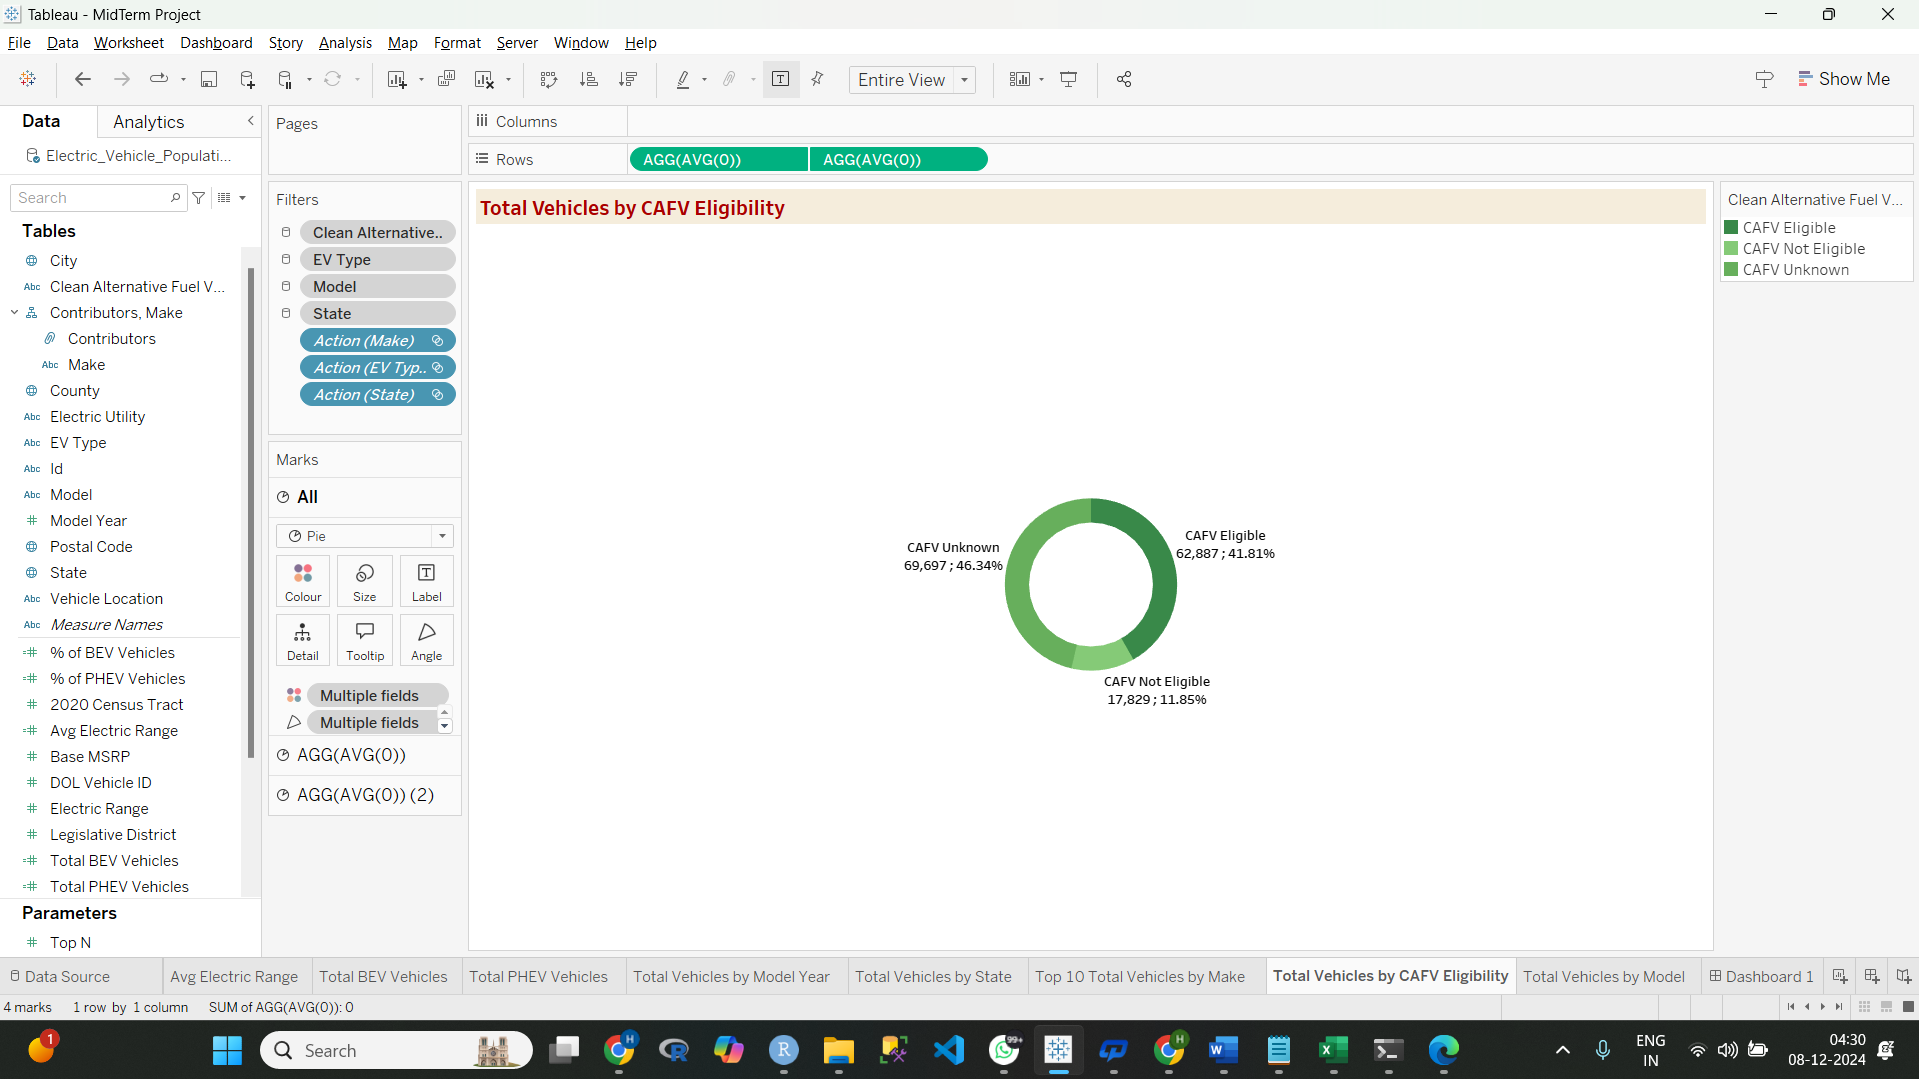 Tableau - MidTerm Project
File Data Worksheet Dashboard Story Analysis Map Format Server Window Help
Entire View
Show Me
Data Analytics
Electric_Vehicle_Populati...
Search
Tables
City
Abc Clean Alternative Fuel V...
Contributors, Make
Contributors
Abc Make
County
Abc Electric Utility
Abc EV Type
Abc Id
Abc Model
# Model Year
Postal Code
State
Abc Vehicle Location
Abc Measure Names
=# % of BEV Vehicles
=# % of PHEV Vehicles
# 2020 Census Tract
=# Avg Electric Range
# Base MSRP
# DOL Vehicle ID
# Electric Range
# Legislative District
=# Total BEV Vehicles
=# Total PHEV Vehicles
Parameters
# Top N
Pages
Filters
Clean Alternative..
EV Type
Model
State
Action (Make)
Action (EV Typ..
Action (State)
Marks
All
Pie
Colour Size Label
Detail Tooltip Angle
Multiple fields
Multiple fields
AGG(AVG(0))
AGG(AVG(0)) (2)
Columns
Rows AGG(AVG(0)) AGG(AVG(0))
Total Vehicles by CAFV Eligibility
CAFV Eligible
62,887 ; 41.81%
CAFV Unknown
69,697 ; 46.34%
CAFV Not Eligible
17,829 ; 11.85%
Clean Alternative Fuel V...
CAFV Eligible
CAFV Not Eligible
CAFV Unknown
Data Source Avg Electric Range Total BEV Vehicles Total PHEV Vehicles Total Vehicles by Model Year Total Vehicles by State Top 10 Total Vehicles by Make Total Vehicles by CAFV Eligibility Total Vehicles by Model Dashboard 1
4 marks 1 row by 1 column SUM of AGG(AVG(0)): 0
1 Search H R R 99+ H W X
ENG
IN
04:30
08-12-2024